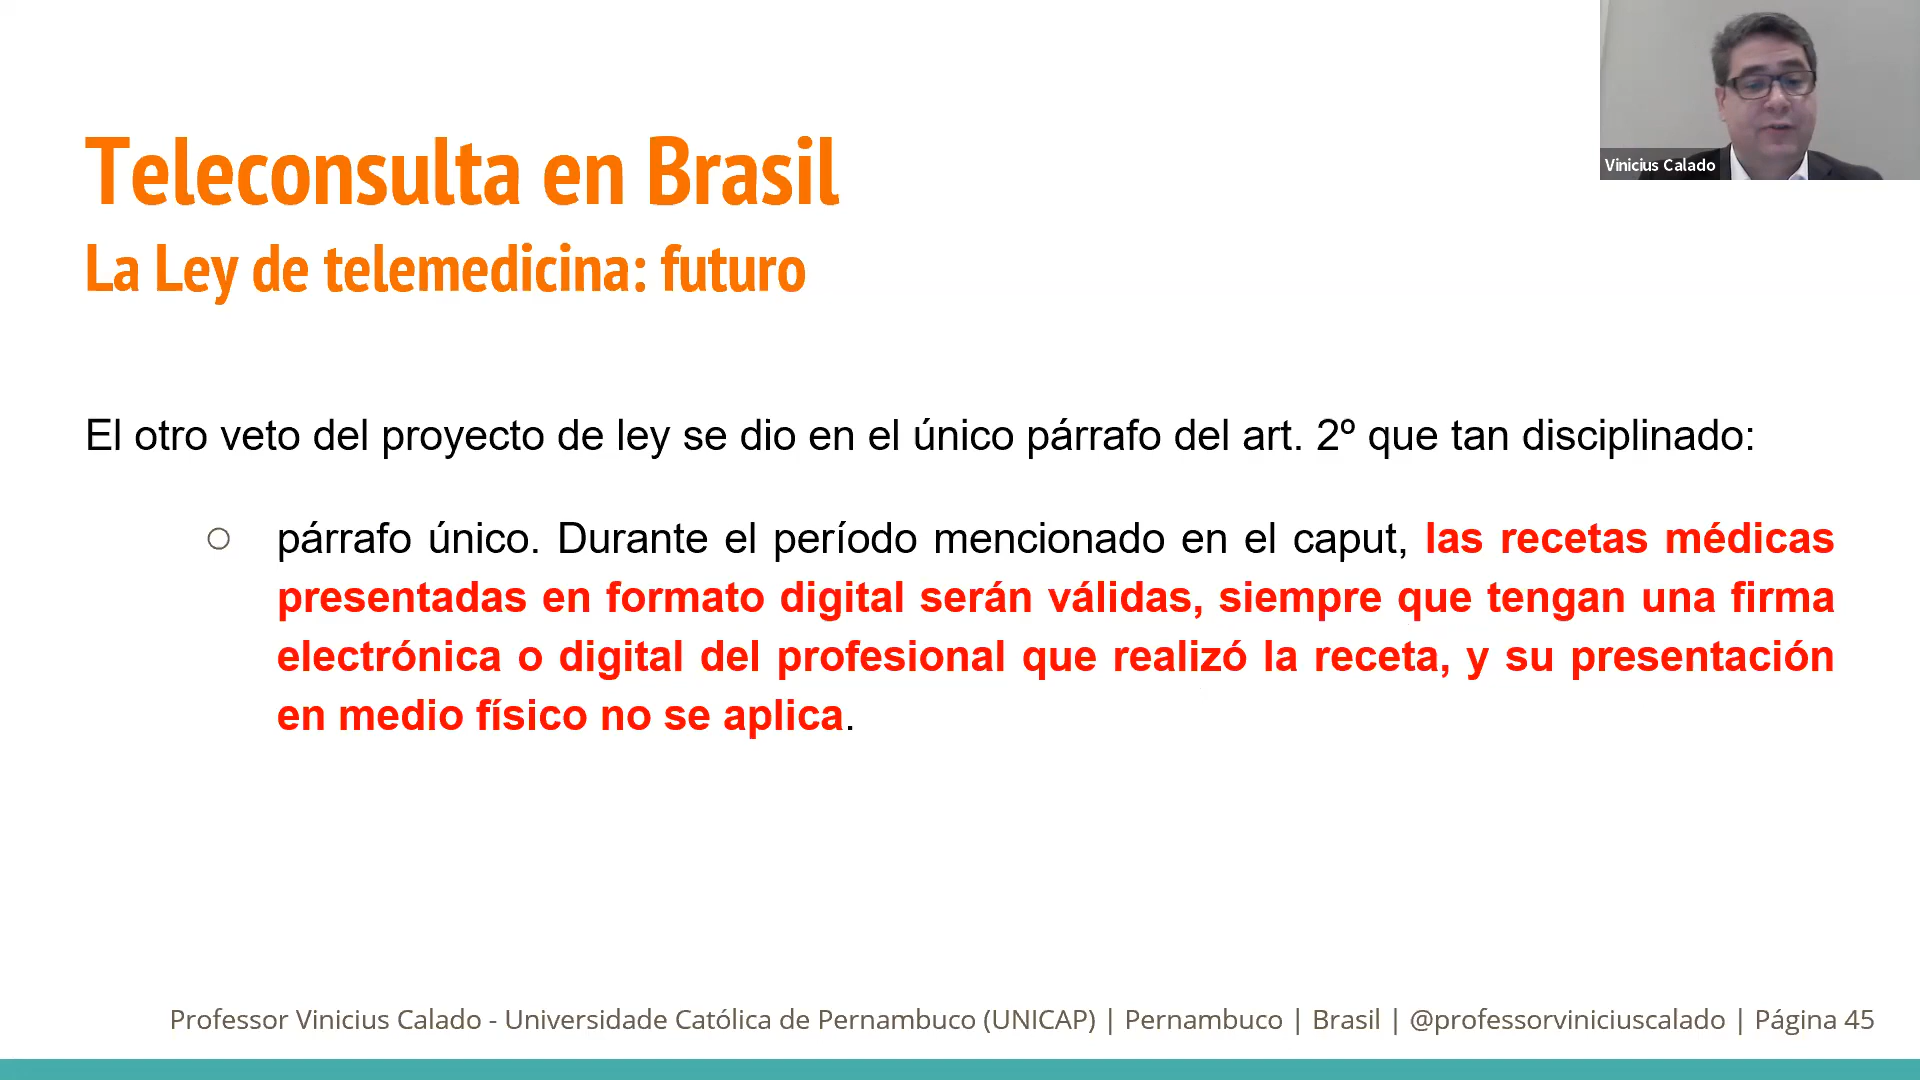 Vinicius Calado
Teleconsulta en Brasil
La Ley de telemedicina: futuro
El otro veto del proyecto de ley se dio en el único párrafo del art. 2º que tan disciplinado:
○ párrafo único. Durante el período mencionado en el caput, las recetas médicas
presentadas en formato digital serán válidas, siempre que tengan una firma
electrónica o digital del profesional que realizó la receta, y su presentación
en medio físico no se aplica.
Professor Vinicius Calado - Universidade Católica de Pernambuco (UNICAP) | Pernambuco | Brasil | @professorviniciuscalado | Página 45